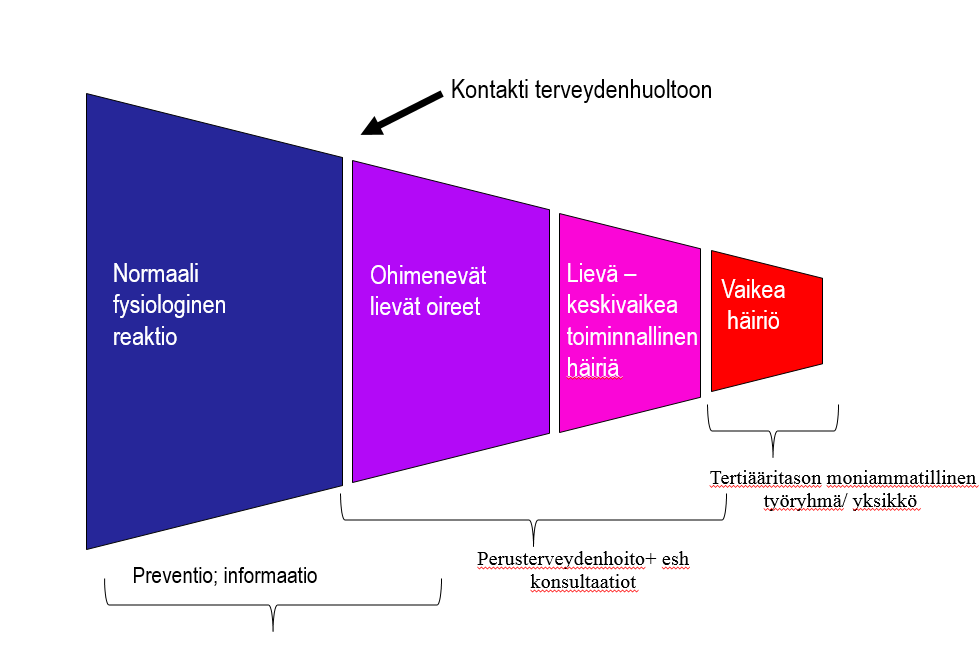 Kontakti terveydenhuoltoon
Normaali
fysiologinen
reaktio
Ohimenevät
lievät oireet
Lievä –
keskivaikea
toiminnallinen
häiriä
Vaikea
häiriö
Tertiääritason moniammatillinen
työryhmä/ yksikkö
Perusterveydenhoito+ esh
konsultaatiot
Preventio; informaatio